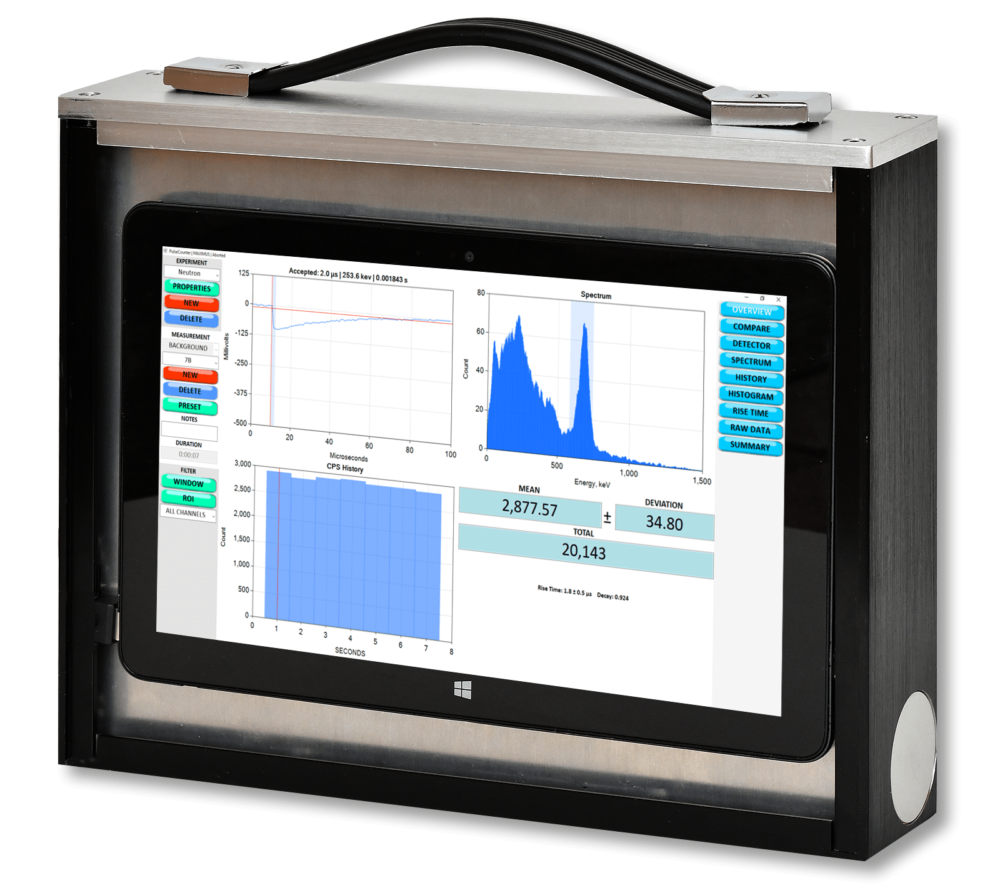 PulseCounter | MAXIMUS | Aborted
EXPERIMENT
Neutron
PROPERTIES
NEW
DELETE
MEASUREMENT
BACKGROUND
7B
NEW
DELETE
PRESET
NOTES
DURATION
0:00:07
FILTER
WINDOW
ROI
ALL CHANNELS
Accepted: 2.0 µs | 253.6 kev | 0.001843 s
125
0
-125
-250
-375
-500
Millivolts
0
20
40
60
80
100
Microseconds
Spectrum
80
60
40
20
0
Count
0
500
1,000
1,500
Energy, keV
CPS History
3,000
2,500
2,000
1,500
1,000
500
0
Count
0
1
2
3
4
5
6
7
8
SECONDS
MEAN
2,877.57
±
DEVIATION
34.80
TOTAL
20,143
Rise Time: 1.8 ± 0.5 µs Decay: 0.924
OVERVIEW
COMPARE
DETECTOR
SPECTRUM
HISTORY
HISTOGRAM
RISE TIME
RAW DATA
SUMMARY